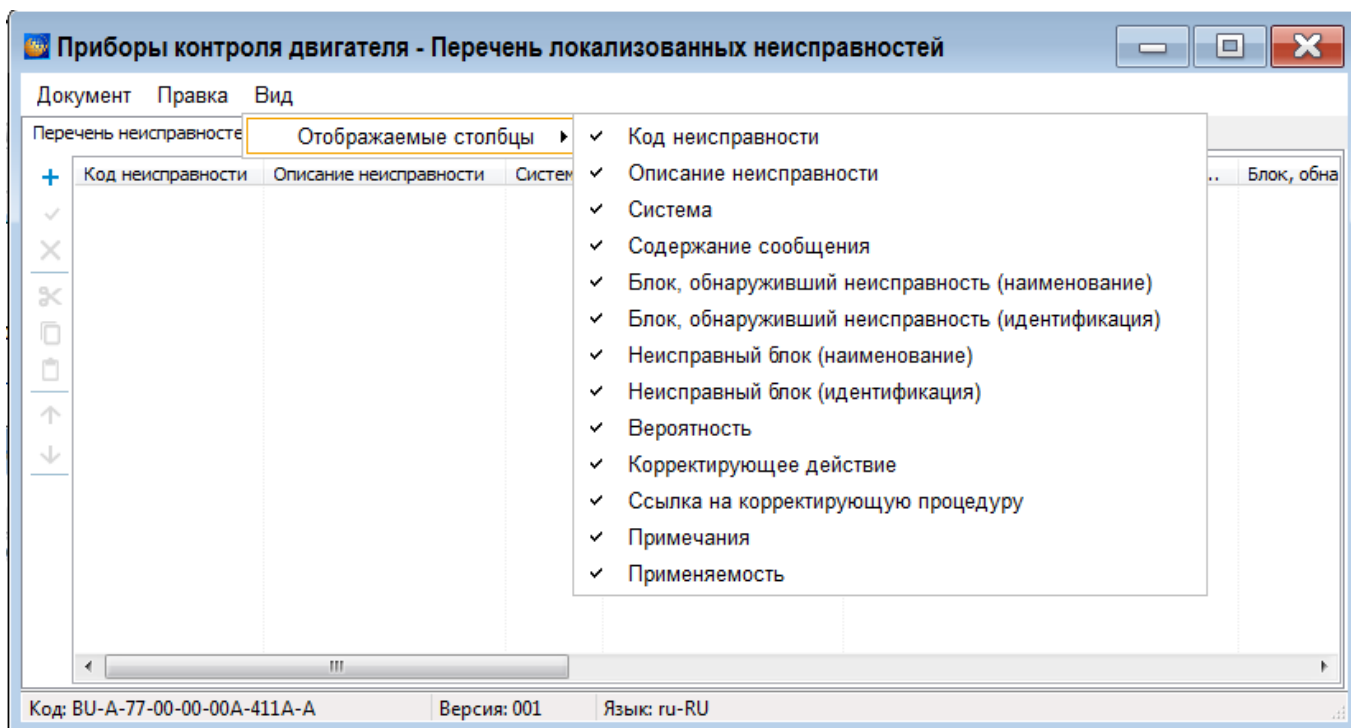 Приборы контроля двигателя - Перечень локализованных неисправностей
Документ Правка Вид
Перечень неисправносте
Отображаемые столбцы
Код неисправности Описание неисправности Систем .. Блок, обна
Код неисправности
Описание неисправности
Система
Содержание сообщения
Блок, обнаруживший неисправность (наименование)
Блок, обнаруживший неисправность (идентификация)
Неисправный блок (наименование)
Неисправный блок (идентификация)
Вероятность
Корректирующее действие
Ссылка на корректирующую процедуру
Примечания
Применяемость
Код: BU-A-77-00-00-00A-411A-A Версия: 001 Язык: ru-RU